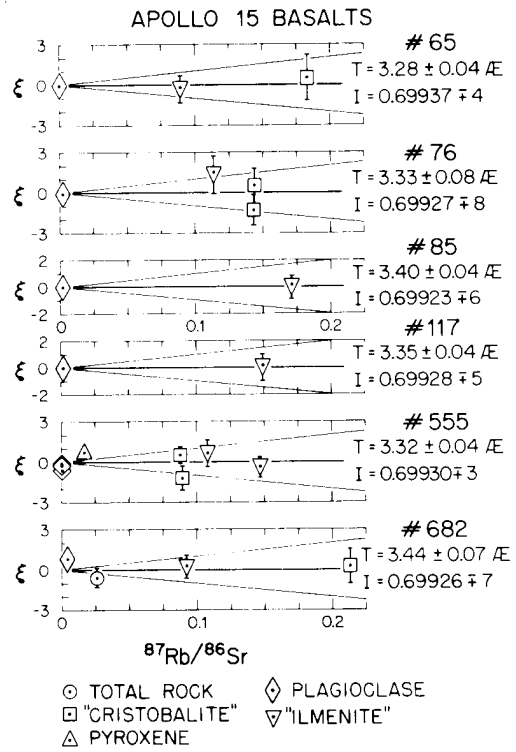 APOLLO 15 BASALTS
# 65
3
ξ 0
-3
T = 3.28 ± 0.04 Æ
I = 0.69937 ∓ 4
# 76
3
ξ 0
3
T = 3.33 ± 0.08 Æ
I = 0.69927 ∓ 8
# 85
2
ξ 0
-2
T = 3.40 ± 0.04 Æ
I = 0.69923 ∓ 6
0 0.1 0.2
# 117
2
ξ 0
-2
T = 3.35 ± 0.04 Æ
I = 0.69928 ∓ 5
# 555
3
ξ 0
-3
T = 3.32 ± 0.04 Æ
I = 0.69930 ∓ 3
# 682
3
ξ 0
-3
T = 3.44 ± 0.07 Æ
I = 0.69926 ∓ 7
0 0.1 0.2
87Rb/86Sr
TOTAL ROCK
PLAGIOCLASE
"CRISTOBALITE"
"ILMENITE"
PYROXENE